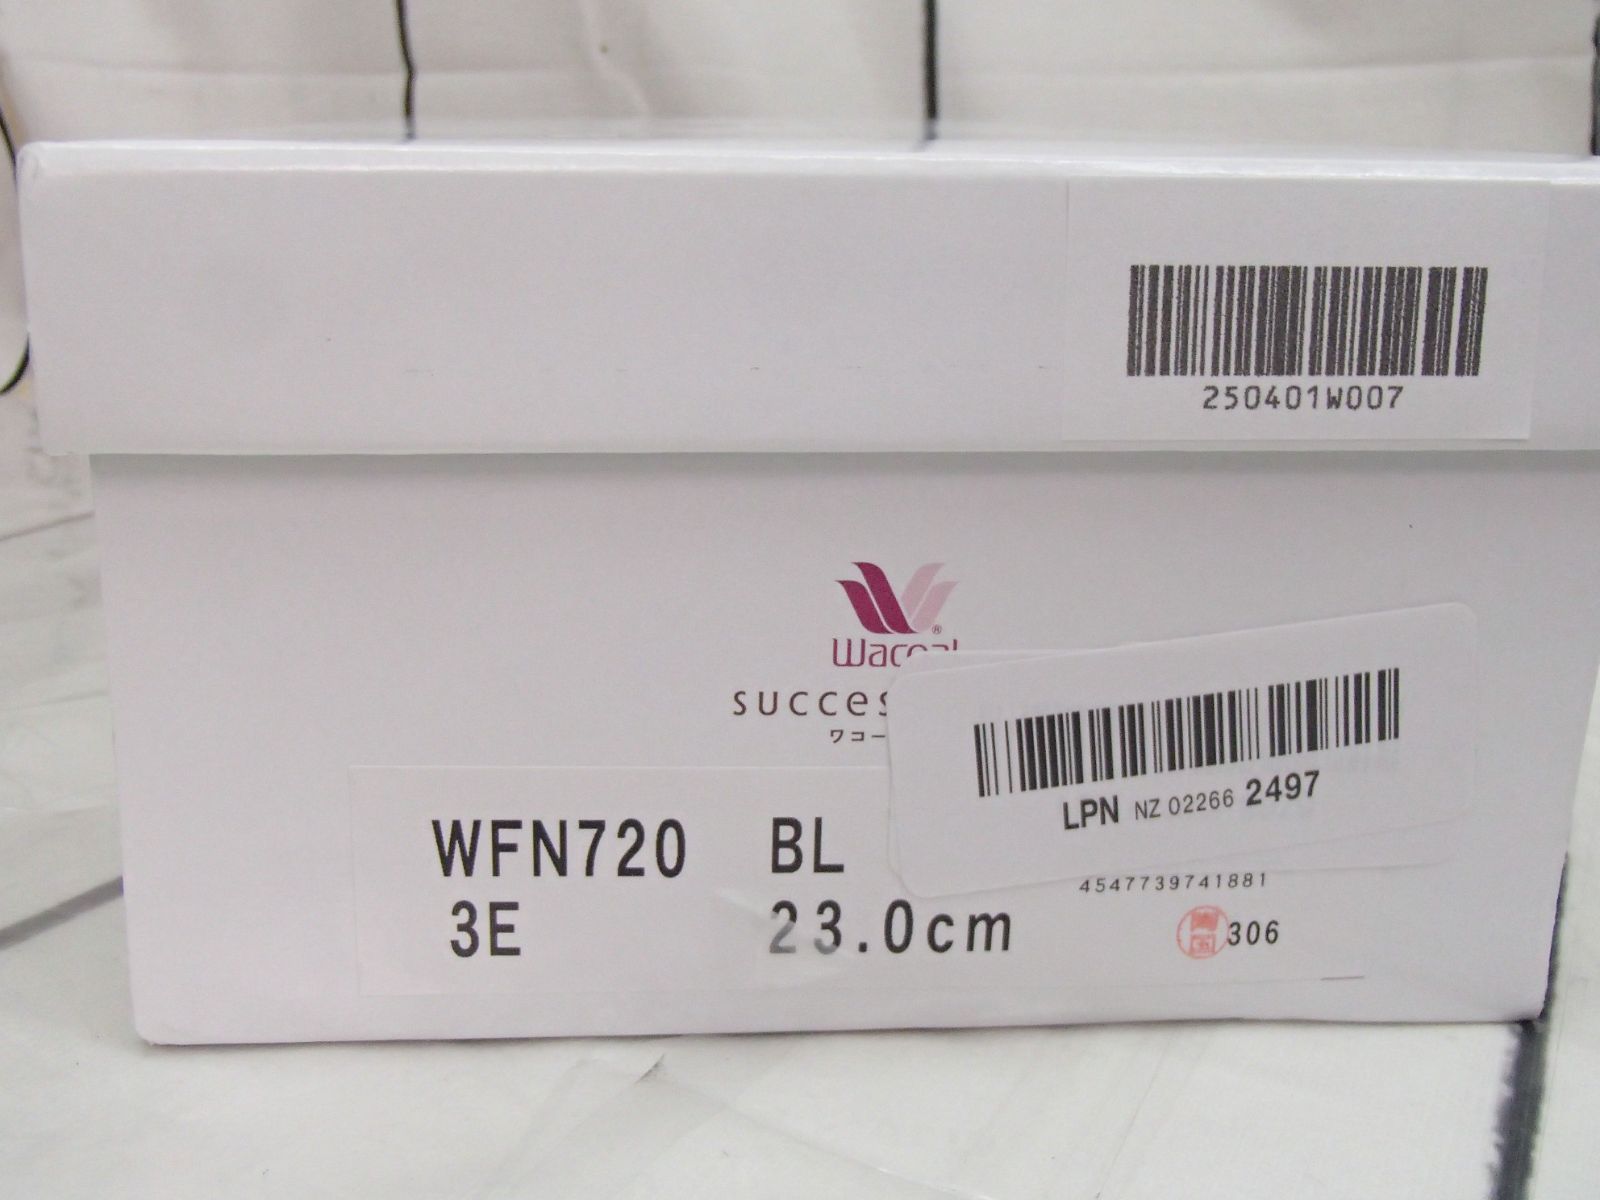 250401W007
Wacoal
succes
ワコー
LPN NZ 02266 2497
WFN720 BL
4547739741881
3E 23.0cm
306